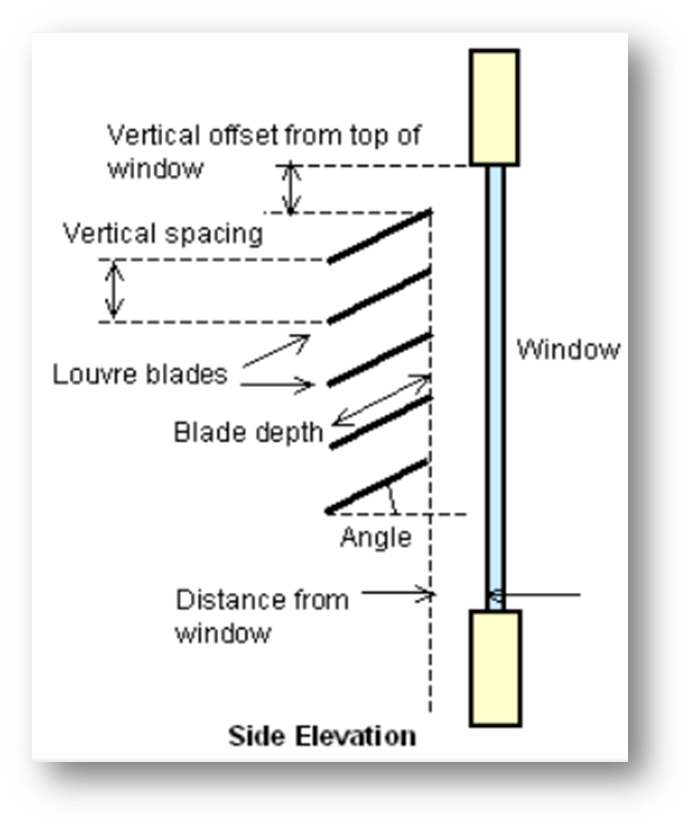 Vertical offset from top of
window
Vertical spacing
Window
Louvre blades
Blade depth
Angle
Distance from
window
Side Elevation